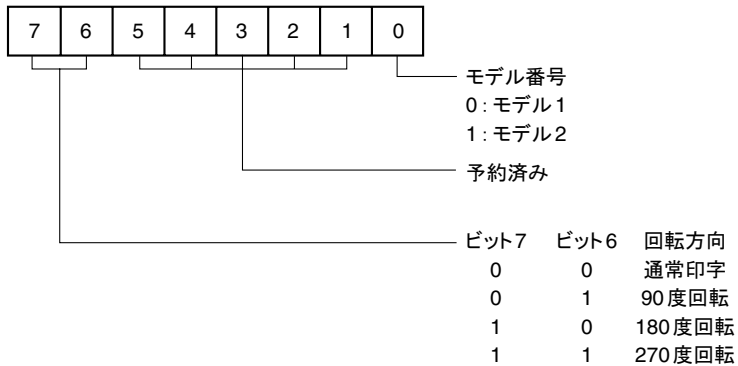 7 6 5 4 3 2 1 0
モデル番号
0 : モデル1
1 : モデル2
予約済み
ビット7 ビット6 回転方向
0 0 通常印字
0 1 90度回転
1 0 180度回転
1 1 270度回転